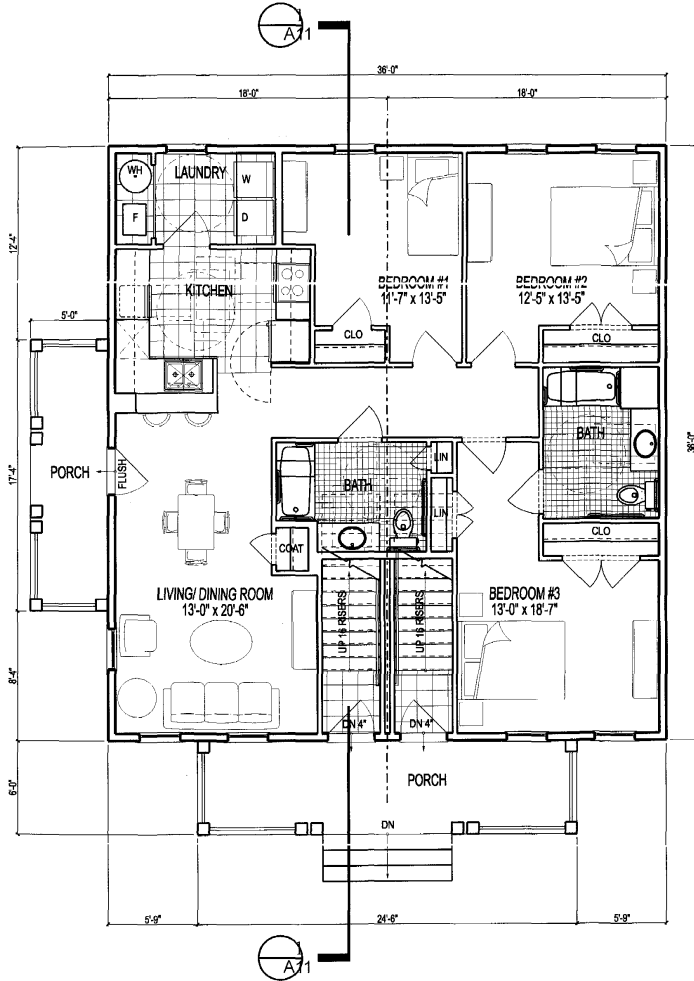 1
A11
36'-0"
18'-0"
18'-0"
WH
LAUNDRY
W
F
D
12'-4"
KITCHEN
BEDROOM #1
11'-7" x 13'-5"
BEDROOM #2
12'-5" x 13'-5"
5'-0"
CLO
CLO
BATH
36'-0"
17'-4"
PORCH
FLUSH
BATH
LIN
LIN
CLO
COAT
LIVING/ DINING ROOM
13'-0" x 20'-6"
UP 16 RISERS
UP 16 RISERS
BEDROOM #3
13'-0" x 18'-7"
8'-4"
DN 4"
DN 4"
6'-0"
PORCH
DN
5'-9"
24'-6"
5'-9"
1
A11